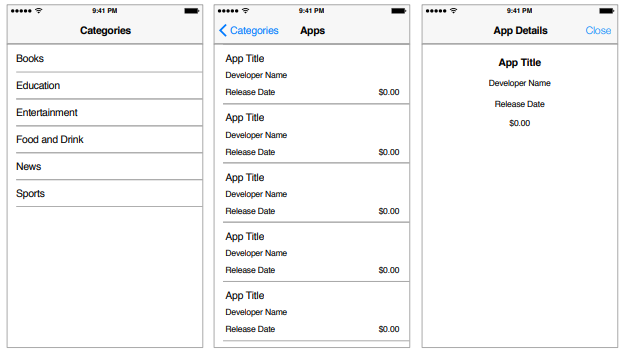 9:41 PM
Categories
Books
Education
Entertainment
Food and Drink
News
Sports
9:41 PM
Categories Apps
App Title
Developer Name
Release Date $0.00
App Title
Developer Name
Release Date $0.00
App Title
Developer Name
Release Date $0.00
App Title
Developer Name
Release Date $0.00
App Title
Developer Name
Release Date $0.00
9:41 PM
App Details Close
App Title
Developer Name
Release Date
$0.00